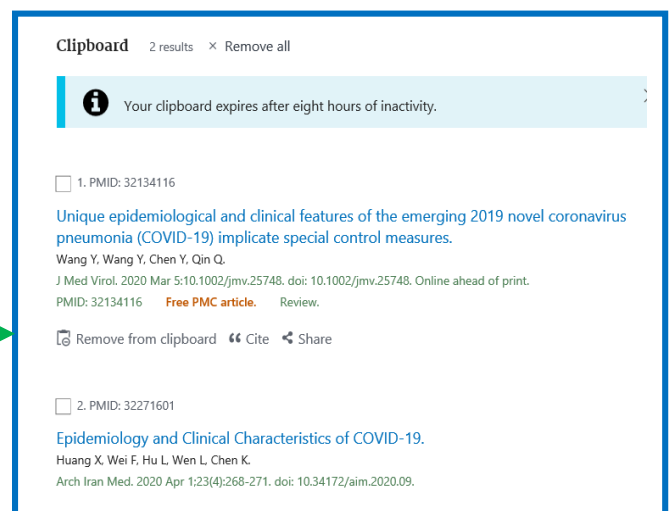 Clipboard 2 results × Remove all
Your clipboard expires after eight hours of inactivity.
1. PMID: 32134116
Unique epidemiological and clinical features of the emerging 2019 novel coronavirus
pneumonia (COVID-19) implicate special control measures.
Wang Y, Wang Y, Chen Y, Qin Q.
J Med Virol. 2020 Mar 5:10.1002/jmv.25748. doi: 10.1002/jmv.25748. Online ahead of print.
PMID: 32134116 Free PMC article. Review.
Remove from clipboard Cite Share
2. PMID: 32271601
Epidemiology and Clinical Characteristics of COVID-19.
Huang X, Wei F, Hu L, Wen L, Chen K.
Arch Iran Med. 2020 Apr 1;23(4):268-271. doi: 10.34172/aim.2020.09.